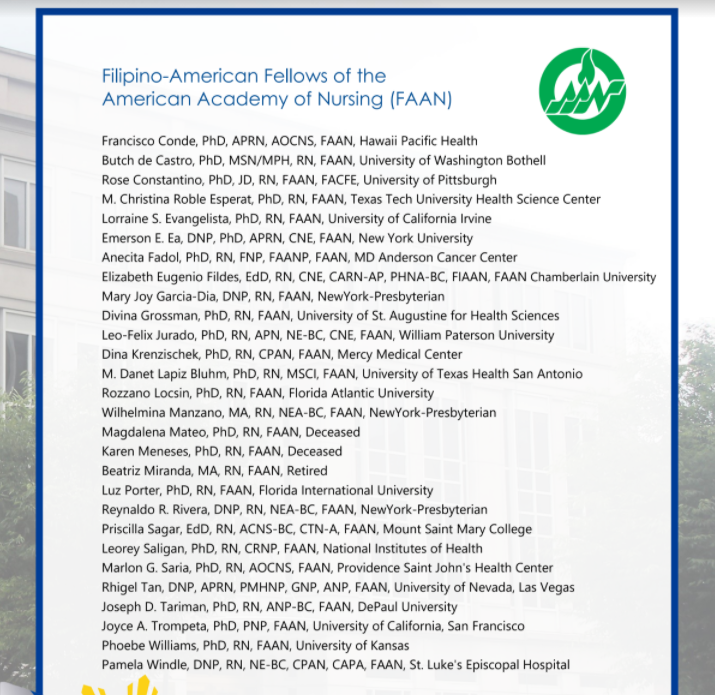 Filipino-American Fellows of the
American Academy of Nursing (FAAN)
Francisco Conde, PhD, APRN, AOCNS, FAAN, Hawaii Pacific Health
Butch de Castro, PhD, MSN/MPH, RN, FAAN, University of Washington Bothell
Rose Constantino, PhD, JD, RN, FAAN, FACFE, University of Pittsburgh
M. Christina Roble Esperat, PhD, RN, FAAN, Texas Tech University Health Science Center
Lorraine S. Evangelista, PhD, RN, FAAN, University of California Irvine
Emerson E. Ea, DNP, PhD, APRN, CNE, FAAN, New York University
Anecita Fadol, PhD, RN, FNP, FAANP, FAAN, MD Anderson Cancer Center
Elizabeth Eugenio Fildes, EdD, RN, CNE, CARN-AP, PHNA-BC, FIAAN, FAAN Chamberlain University
Mary Joy Garcia-Dia, DNP, RN, FAAN, NewYork-Presbyterian
Divina Grossman, PhD, RN, FAAN, University of St. Augustine for Health Sciences
Leo-Felix Jurado, PhD, RN, APN, NE-BC, CNE, FAAN, William Paterson University
Dina Krenzischek, PhD, RN, CPAN, FAAN, Mercy Medical Center
M. Danet Lapiz Bluhm, PhD, RN, MSCI, FAAN, University of Texas Health San Antonio
Rozzano Locsin, PhD, RN, FAAN, Florida Atlantic University
Wilhelmina Manzano, MA, RN, NEA-BC, FAAN, NewYork-Presbyterian
Magdalena Mateo, PhD, RN, FAAN, Deceased
Karen Meneses, PhD, RN, FAAN, Deceased
Beatriz Miranda, MA, RN, FAAN, Retired
Luz Porter, PhD, RN, FAAN, Florida International University
Reynaldo R. Rivera, DNP, RN, NEA-BC, FAAN, NewYork-Presbyterian
Priscilla Sagar, EdD, RN, ACNS-BC, CTN-A, FAAN, Mount Saint Mary College
Leorey Saligan, PhD, RN, CRNP, FAAN, National Institutes of Health
Marlon G. Saria, PhD, RN, AOCNS, FAAN, Providence Saint John's Health Center
Rhigel Tan, DNP, APRN, PMHNP, GNP, ANP, FAAN, University of Nevada, Las Vegas
Joseph D. Tariman, PhD, RN, ANP-BC, FAAN, DePaul University
Joyce A. Trompeta, PhD, PNP, FAAN, University of California, San Francisco
Phoebe Williams, PhD, RN, FAAN, University of Kansas
Pamela Windle, DNP, RN, NE-BC, CPAN, CAPA, FAAN, St. Luke's Episcopal Hospital